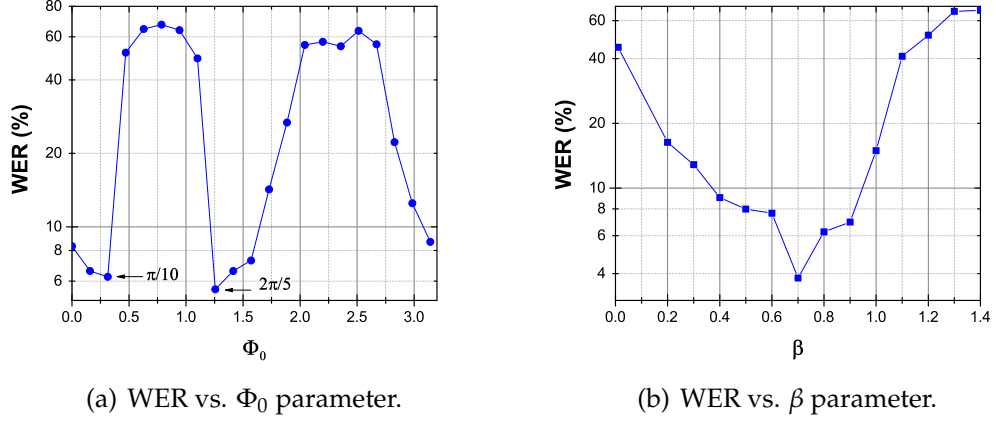 80
60
40
20
10
8
6
WER (%)
π/10
2π/5
0.0 0.5 1.0 1.5 2.0 2.5 3.0
Φ₀
(a) WER vs. Φ₀ parameter.
60
40
20
10
8
6
4
WER (%)
0.0 0.2 0.4 0.6 0.8 1.0 1.2 1.4
β
(b) WER vs. β parameter.